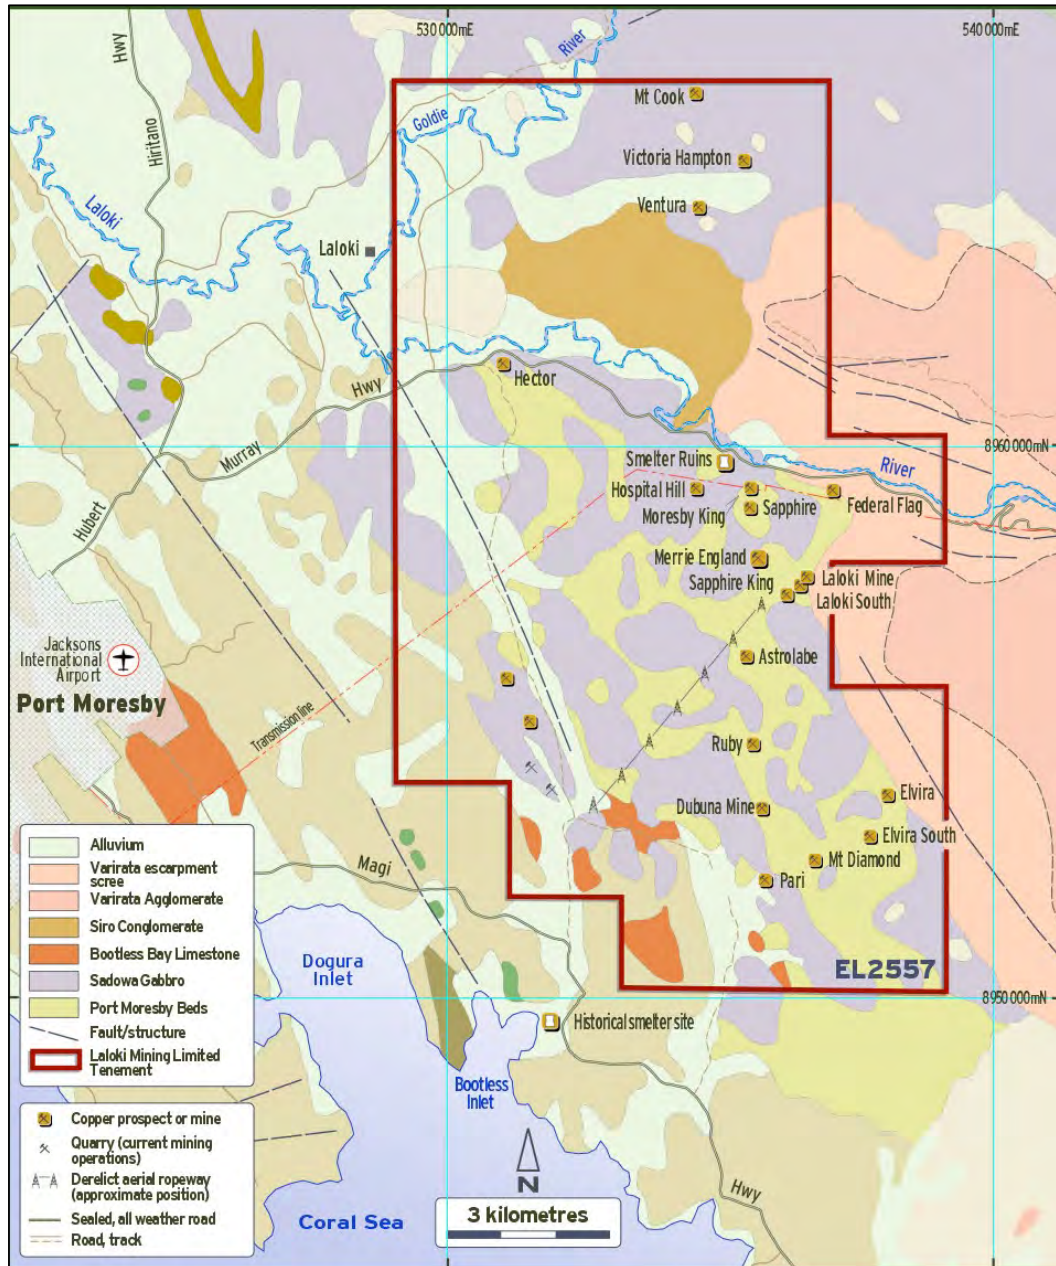 530 000mE
540 000mE
Hwy
River
Mt Cook
Goldie
Hiritano
Victoria Hampton
Laloki
Ventura
Laloki
Hector
Hwy
Murray
8960 000mN
Smelter Ruins
River
Hospital Hill
Sapphire
Federal Flag
Moresby King
Hubert
Merrie England
Sapphire King
Laloki Mine
Laloki South
Jacksons
International
Airport
Port Moresby
Astrolabe
Transmission line
Ruby
Elvira
Dubuna Mine
Elvira South
Mt Diamond
Magi
Pari
EL2557
8950 000mN
Dogura
Inlet
Historical smelter site
Bootless
Inlet
Hwy
Coral Sea
N
3 kilometres
Alluvium
Varirata escarpment
scree
Varirata Agglomerate
Siro Conglomerate
Bootless Bay Limestone
Sadowa Gabbro
Port Moresby Beds
Fault/structure
Laloki Mining Limited
Tenement
Copper prospect or mine
Quarry (current mining
operations)
Derelict aerial ropeway
(approximate position)
Sealed, all weather road
Road, track